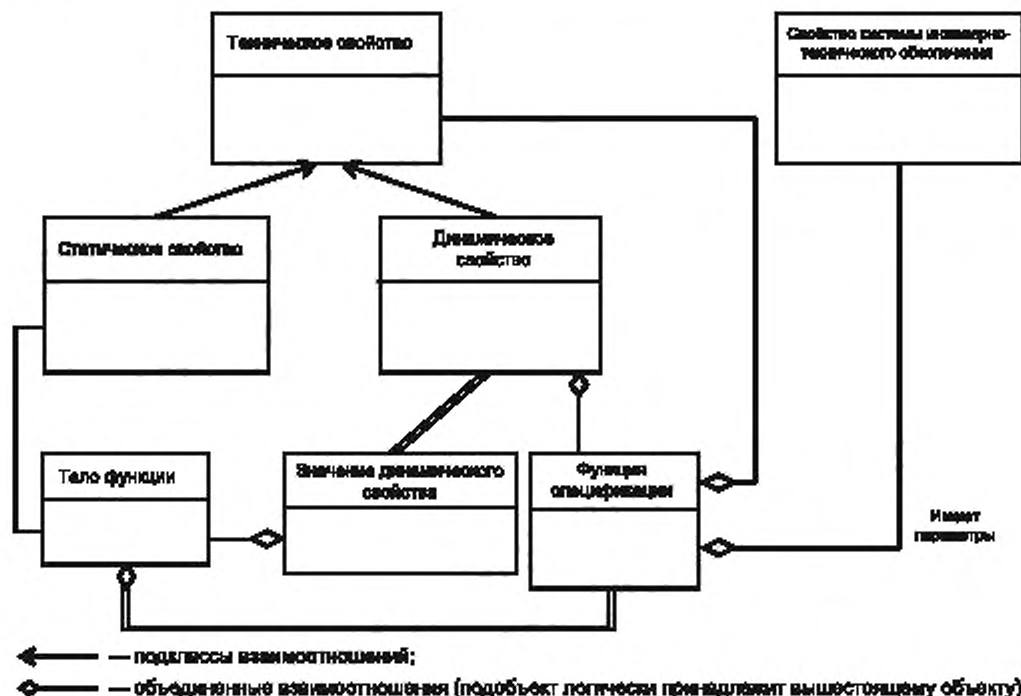 Техническое свойство
Свойство системы инженерно-
технического обеспечения
Статическое свойство
Динамическое
свойство
Тело функции
Значение динамического
свойства
Функция
спецификации
Имеет
параметры
— подклассы взаимоотношений;
— объединенные взаимоотношения (подобъект логически принадлежит вышестоящему объекту)